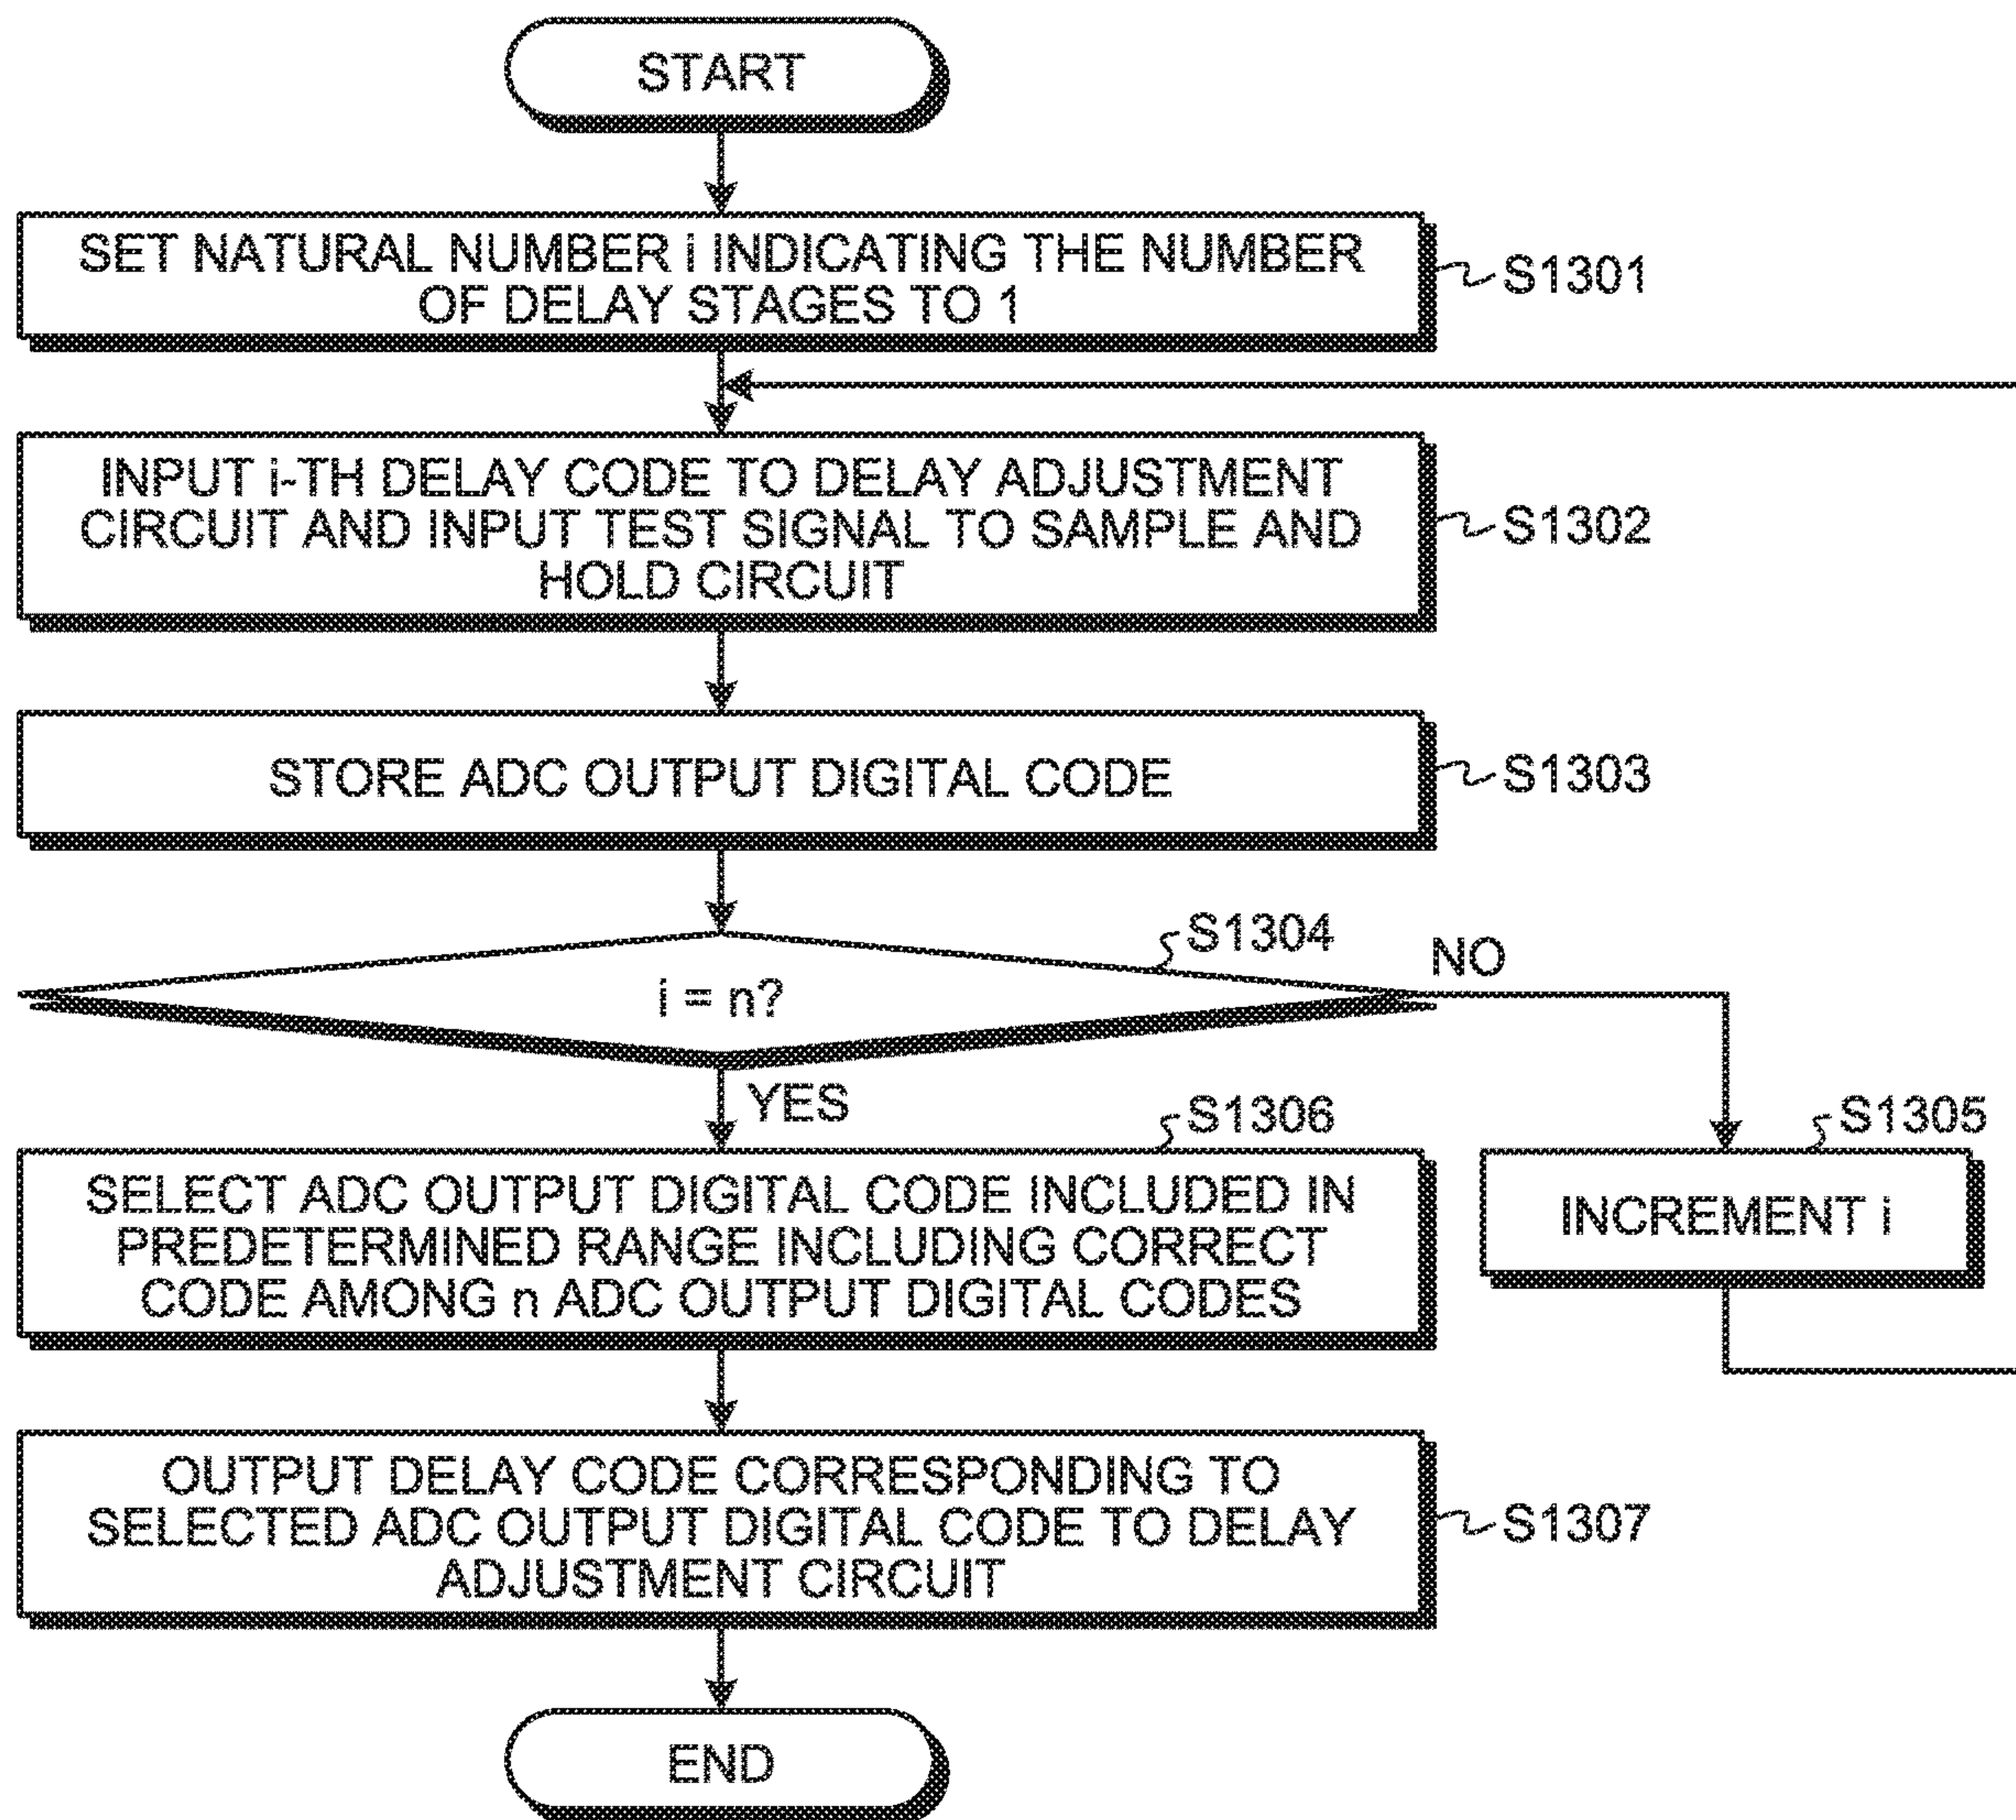 START
SET NATURAL NUMBER i INDICATING THE NUMBER
OF DELAY STAGES TO 1
S1301
INPUT i-TH DELAY CODE TO DELAY ADJUSTMENT
CIRCUIT AND INPUT TEST SIGNAL TO SAMPLE AND
HOLD CIRCUIT
S1302
STORE ADC OUTPUT DIGITAL CODE
S1303
S1304
i = n?
NO
YES
S1306
SELECT ADC OUTPUT DIGITAL CODE INCLUDED IN
PREDETERMINED RANGE INCLUDING CORRECT
CODE AMONG n ADC OUTPUT DIGITAL CODES
S1305
INCREMENT i
OUTPUT DELAY CODE CORRESPONDING TO
SELECTED ADC OUTPUT DIGITAL CODE TO DELAY
ADJUSTMENT CIRCUIT
S1307
END